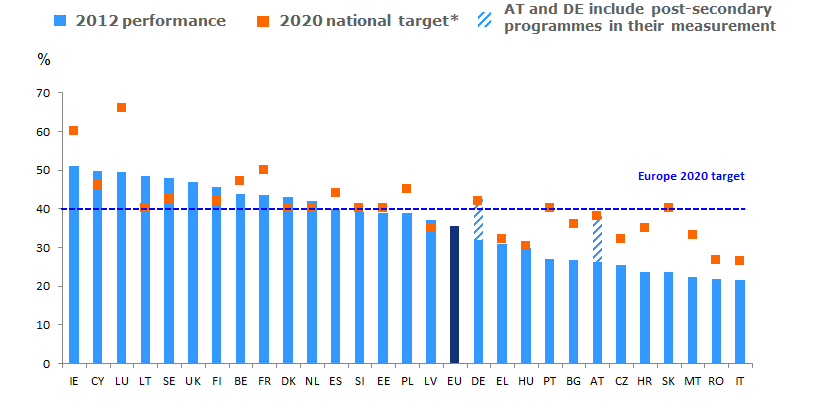 2012 performance
2020 national target*
AT and DE include post-secondary
programmes in their measurement
%
70
60
50
40
30
20
10
0
Europe 2020 target
IE CY LU LT SE UK FI BE FR DK NL ES SI EE PL LV EU DE EL HU PT BG AT CZ HR SK MT RO IT